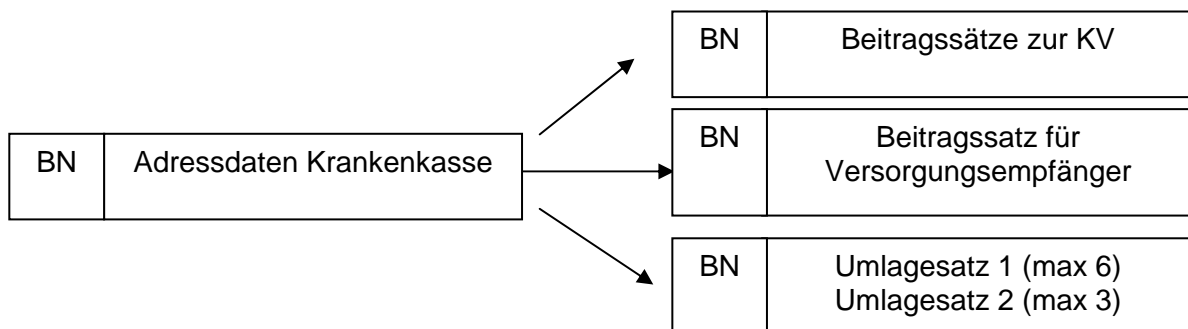 BN
Adressdaten Krankenkasse
BN
Beitragssätze zur KV
BN
Beitragssatz für
Versorgungsempfänger
BN
Umlagesatz 1 (max 6)
Umlagesatz 2 (max 3)